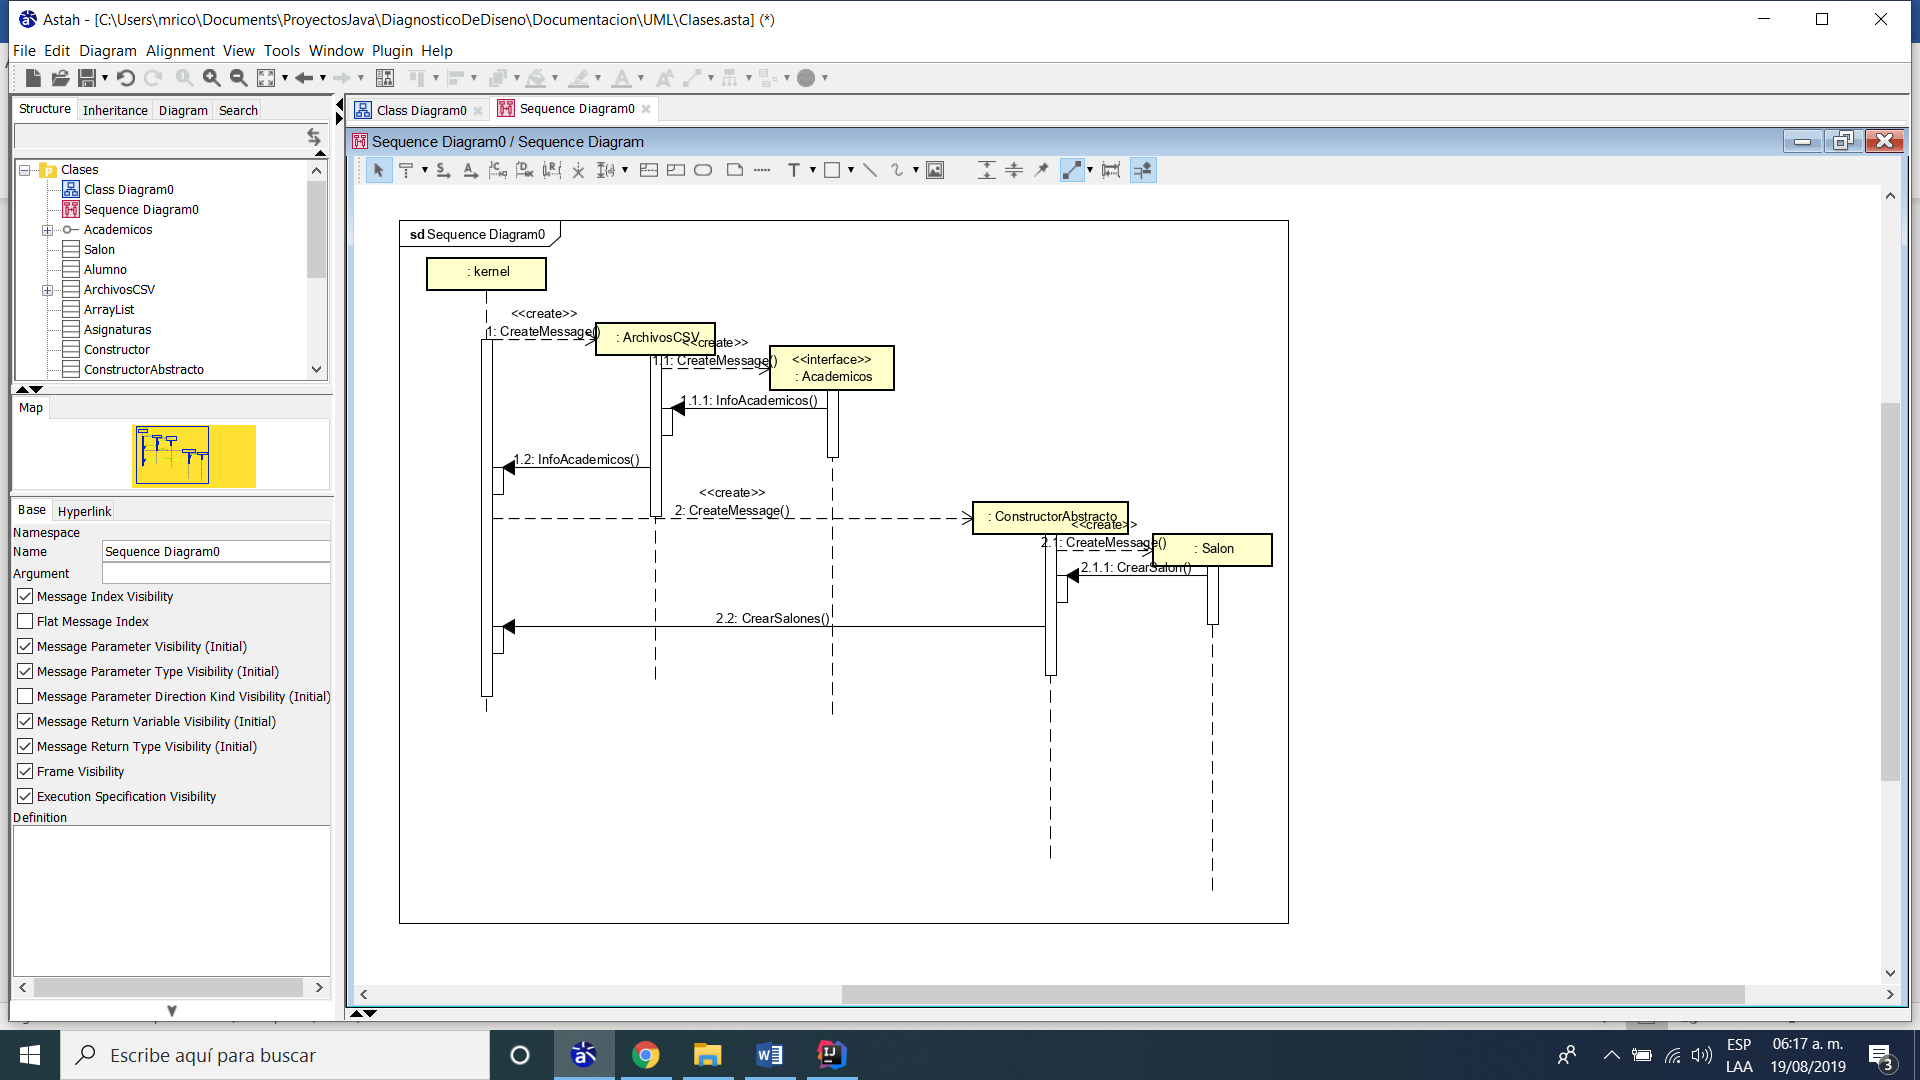 Astah - [C:\Users\mrico\Documents\ProyectosJava\DiagnosticoDeDiseno\Documentacion\UML\Clases.asta] (*)
File Edit Diagram Alignment View Tools Window Plugin Help
Structure Inheritance Diagram Search
Class Diagram0
Sequence Diagram0
Sequence Diagram0 / Sequence Diagram
Clases
Class Diagram0
Sequence Diagram0
Academicos
Salon
Alumno
ArchivosCSV
ArrayList
Asignaturas
Constructor
ConstructorAbstracto
Map
Base Hyperlink
Namespace
Name Sequence Diagram0
Argument
Message Index Visibility
Flat Message Index
Message Parameter Visibility (Initial)
Message Parameter Type Visibility (Initial)
Message Parameter Direction Kind Visibility (Initial)
Message Return Variable Visibility (Initial)
Message Return Type Visibility (Initial)
Frame Visibility
Execution Specification Visibility
Definition
sd Sequence Diagram0
: kernel
<<create>>
1: CreateMessage()
: ArchivosCSV
<<create>>
1.1: CreateMessage()
<<interface>>
: Academicos
1.1.1: InfoAcademicos()
1.2: InfoAcademicos()
<<create>>
2: CreateMessage()
: ConstructorAbstracto
<<create>>
2.1: CreateMessage()
: Salon
2.1.1: CrearSalon()
2.2: CrearSalones()
Escribe aquí para buscar
ESP
LAA
06:17 a. m.
19/08/2019
3